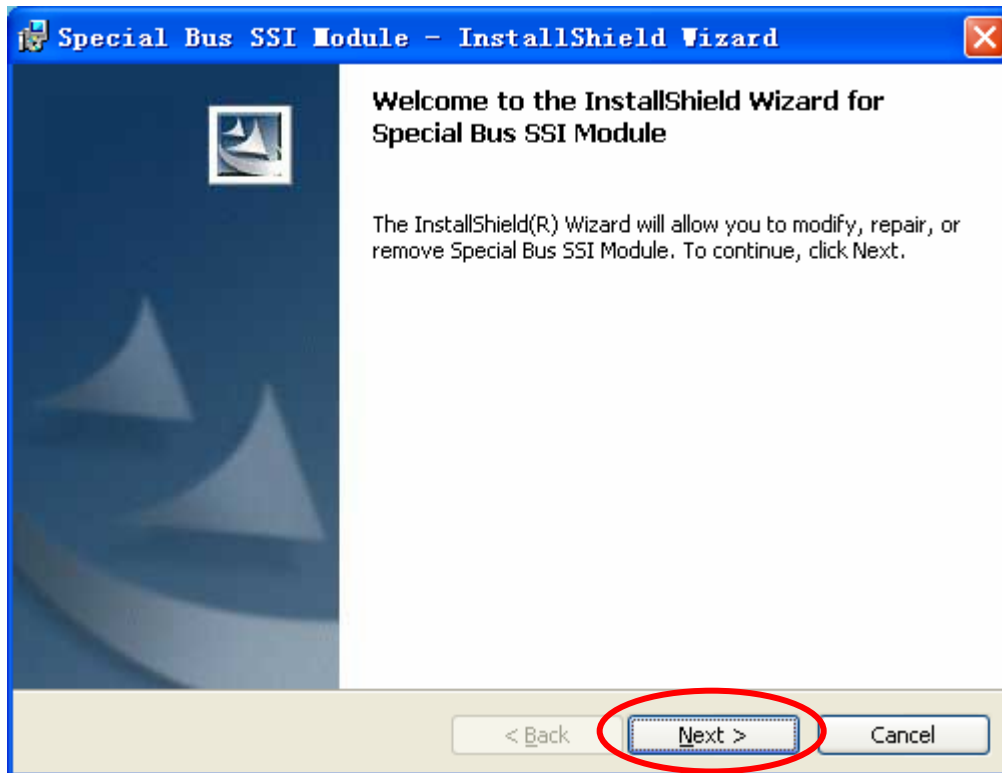 Special Bus SSI Module - InstallShield Wizard
Welcome to the InstallShield Wizard for
Special Bus SSI Module
The InstallShield(R) Wizard will allow you to modify, repair, or
remove Special Bus SSI Module. To continue, click Next.
< Back
Next >
Cancel